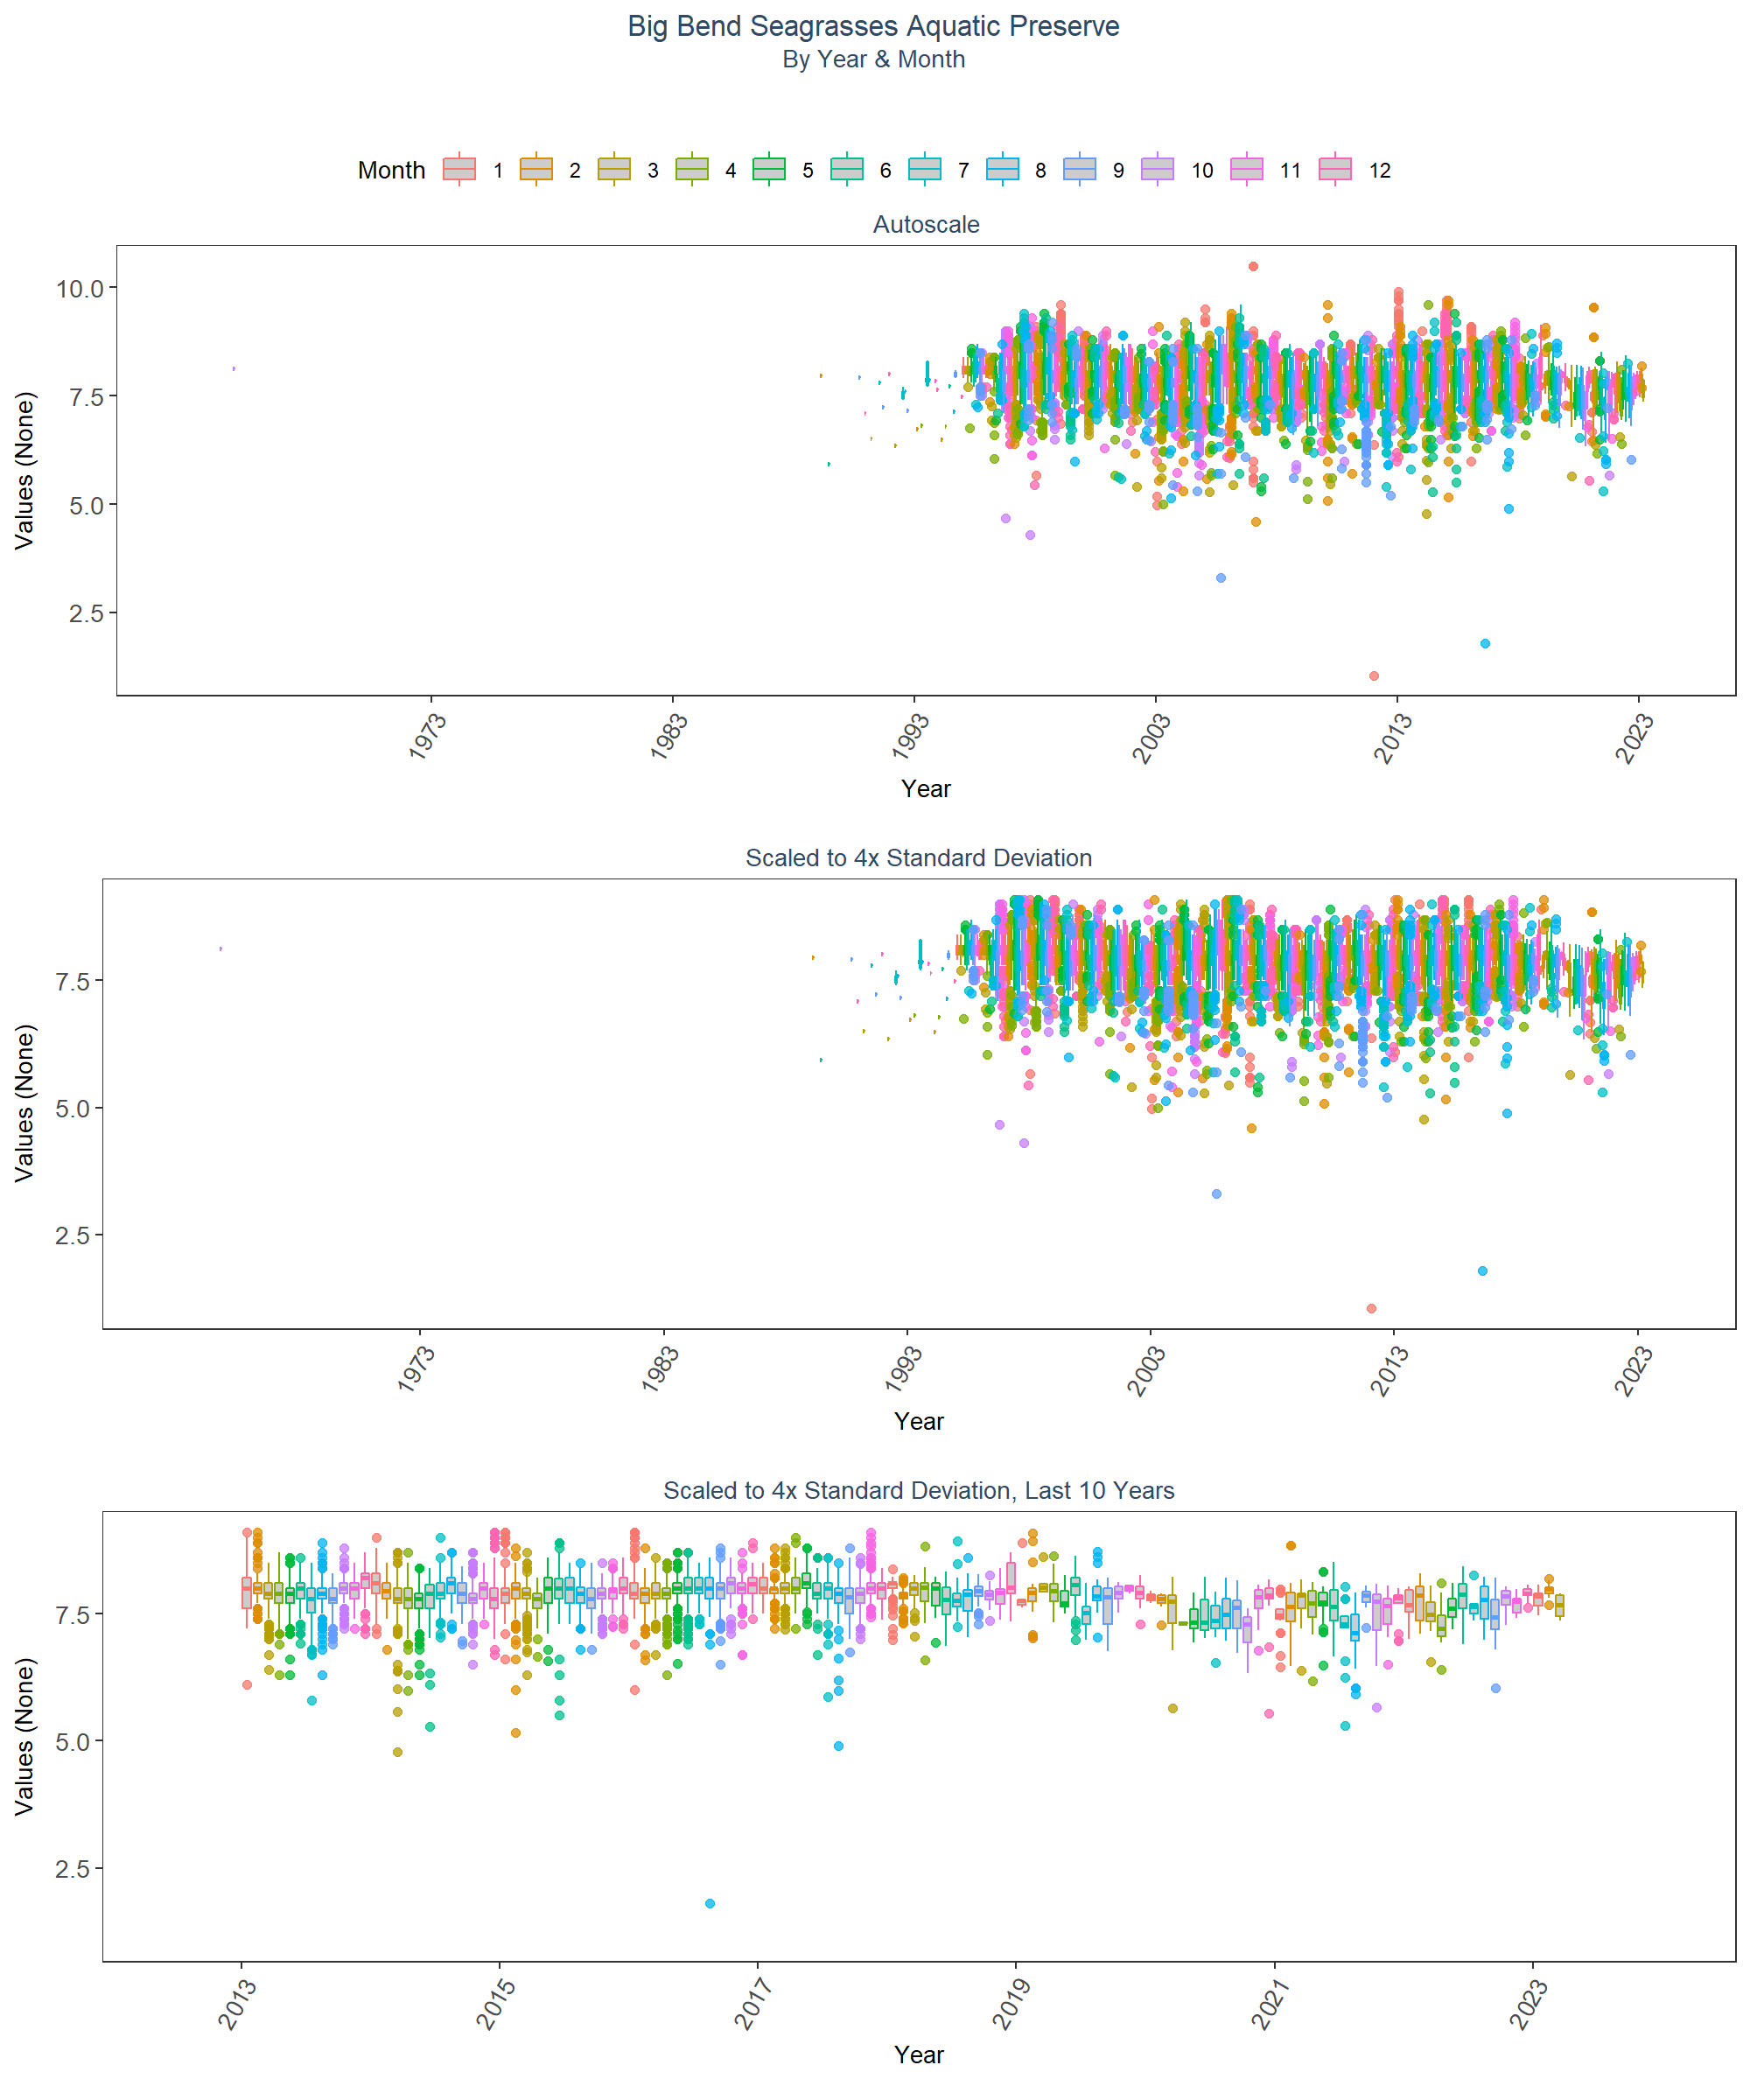 Big Bend Seagrasses Aquatic Preserve
By Year & Month
Month 1 2 3 4 5 6 7 8 9 10 11 12
Autoscale
Values (None)
10.0
7.5
5.0
2.5
1973 1983 1993 2003 2013 2023
Year
Scaled to 4x Standard Deviation
Values (None)
7.5
5.0
2.5
1973 1983 1993 2003 2013 2023
Year
Scaled to 4x Standard Deviation, Last 10 Years
Values (None)
7.5
5.0
2.5
2013 2015 2017 2019 2021 2023
Year